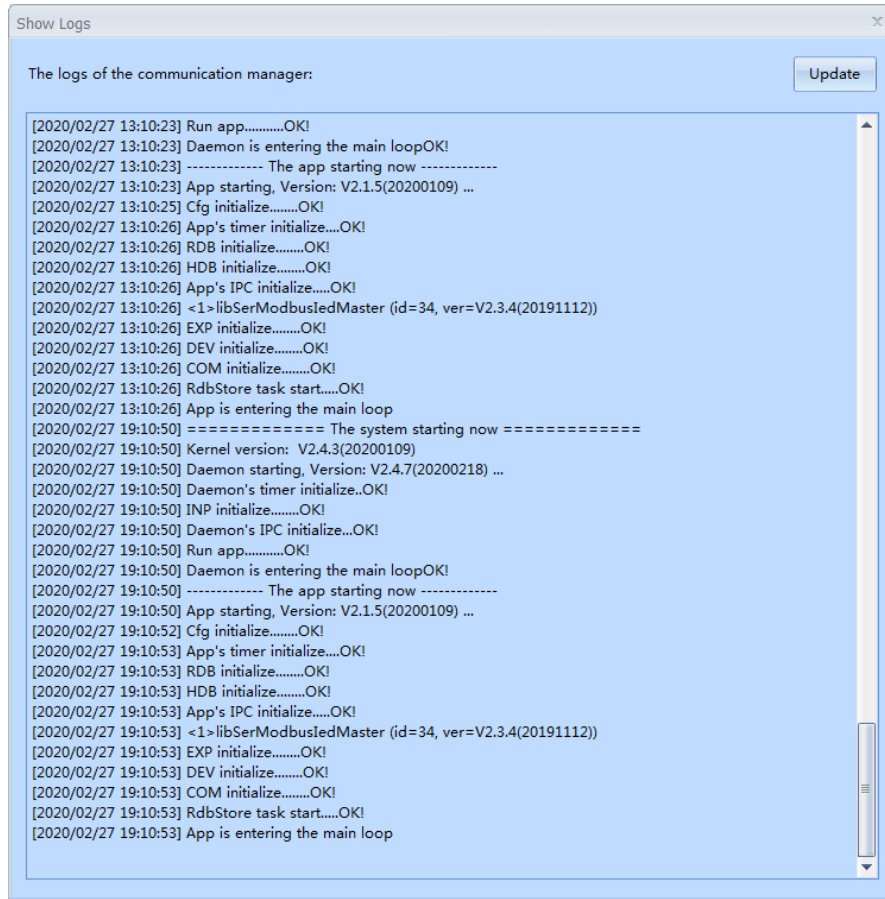 Show Logs
The logs of the communication manager:
Update
[2020/02/27 13:10:23] Run app...........OK!
[2020/02/27 13:10:23] Daemon is entering the main loopOK!
[2020/02/27 13:10:23] ------------- The app starting now -------------
[2020/02/27 13:10:23] App starting, Version: V2.1.5(20200109) ...
[2020/02/27 13:10:25] Cfg initialize........OK!
[2020/02/27 13:10:26] App's timer initialize....OK!
[2020/02/27 13:10:26] RDB initialize........OK!
[2020/02/27 13:10:26] HDB initialize........OK!
[2020/02/27 13:10:26] App's IPC initialize.....OK!
[2020/02/27 13:10:26] <1>libSerModbusIedMaster (id=34, ver=V2.3.4(20191112))
[2020/02/27 13:10:26] EXP initialize........OK!
[2020/02/27 13:10:26] DEV initialize........OK!
[2020/02/27 13:10:26] COM initialize........OK!
[2020/02/27 13:10:26] RdbStore task start.....OK!
[2020/02/27 13:10:26] App is entering the main loop
[2020/02/27 19:10:50] ============= The system starting now =============
[2020/02/27 19:10:50] Kernel version:  V2.4.3(20200109)
[2020/02/27 19:10:50] Daemon starting, Version: V2.4.7(20200218) ...
[2020/02/27 19:10:50] Daemon's timer initialize..OK!
[2020/02/27 19:10:50] INP initialize........OK!
[2020/02/27 19:10:50] Daemon's IPC initialize...OK!
[2020/02/27 19:10:50] Run app...........OK!
[2020/02/27 19:10:50] Daemon is entering the main loopOK!
[2020/02/27 19:10:50] ------------- The app starting now -------------
[2020/02/27 19:10:50] App starting, Version: V2.1.5(20200109) ...
[2020/02/27 19:10:52] Cfg initialize........OK!
[2020/02/27 19:10:53] App's timer initialize....OK!
[2020/02/27 19:10:53] RDB initialize........OK!
[2020/02/27 19:10:53] HDB initialize........OK!
[2020/02/27 19:10:53] App's IPC initialize.....OK!
[2020/02/27 19:10:53] <1>libSerModbusIedMaster (id=34, ver=V2.3.4(20191112))
[2020/02/27 19:10:53] EXP initialize........OK!
[2020/02/27 19:10:53] DEV initialize........OK!
[2020/02/27 19:10:53] COM initialize........OK!
[2020/02/27 19:10:53] RdbStore task start.....OK!
[2020/02/27 19:10:53] App is entering the main loop